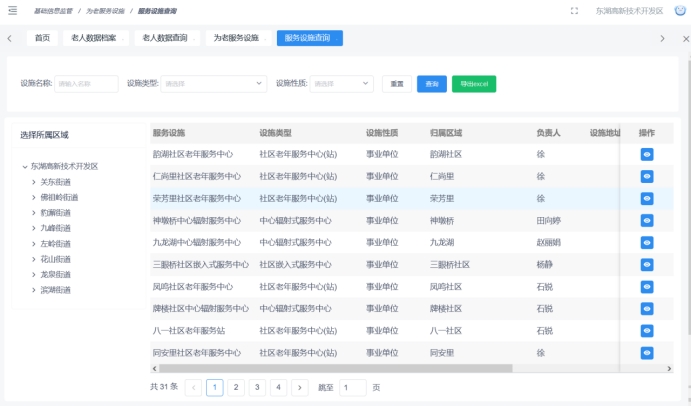 基础信息监管 / 为老服务设施 / 服务设施查询 东湖高新技术开发区
首页 老人数据档案 老人数据查询 为老服务设施 服务设施查询
设施名称: 请输入名称 设施类型: 请选择 设施性质: 请选择 重置 查询 导出excel
选择所属区域
东湖高新技术开发区
关东街道
佛祖岭街道
豹澥街道
九峰街道
左岭街道
花山街道
龙泉街道
滨湖街道
服务设施 设施类型 设施性质 归属区域 负责人 设施地址 操作
韵湖社区老年服务中心 社区老年服务中心(站) 事业单位 韵湖社区 徐
仁尚里社区老年服务中心 社区老年服务中心(站) 事业单位 仁尚里 徐
荣芳里社区老年服务中心 社区老年服务中心(站) 事业单位 荣芳里 徐
神墩桥中心辐射服务中心 中心辐射式服务中心 事业单位 神墩桥 田向婷
九龙湖中心辐射服务中心 中心辐射式服务中心 事业单位 九龙湖 赵丽娟
三眼桥社区嵌入式服务中心 社区嵌入式服务中心 事业单位 三眼桥社区 杨静
凤鸣社区老年服务中心 社区老年服务中心(站) 事业单位 凤鸣社区 石锐
牌楼社区中心辐射服务中心 中心辐射式服务中心 事业单位 牌楼社区 石锐
八一社区老年服务站 社区老年服务中心(站) 事业单位 八一社区 石锐
同安里社区老年服务中心 社区老年服务中心(站) 事业单位 同安里 徐
共 31 条 1 2 3 4 跳至 1 页